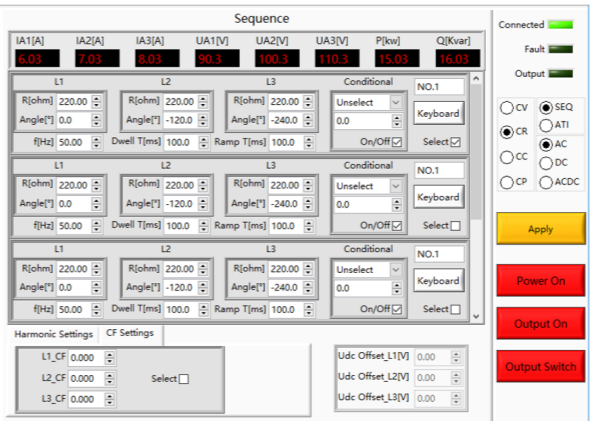 Sequence
IA1[A] IA2[A] IA3[A] UA1[V] UA2[V] UA3[V] P[kw] Q[Kvar]
6.03 7.03 8.03 90.3 100.3 110.3 15.03 16.03
L1 L2 L3 Conditional NO.1
R[ohm] 220.00 R[ohm] 220.00 R[ohm] 220.00 Unselect
Angle[°] 0.0 Angle[°] -120.0 Angle[°] -240.0 0.0 Keyboard
f[Hz] 50.00 Dwell T[ms] 100.0 Ramp T[ms] 100.0 On/Off Select
L1 L2 L3 Conditional NO.1
R[ohm] 220.00 R[ohm] 220.00 R[ohm] 220.00 Unselect
Angle[°] 0.0 Angle[°] -120.0 Angle[°] -240.0 0.0 Keyboard
f[Hz] 50.00 Dwell T[ms] 100.0 Ramp T[ms] 100.0 On/Off Select
L1 L2 L3 Conditional NO.1
R[ohm] 220.00 R[ohm] 220.00 R[ohm] 220.00 Unselect
Angle[°] 0.0 Angle[°] -120.0 Angle[°] -240.0 0.0 Keyboard
f[Hz] 50.00 Dwell T[ms] 100.0 Ramp T[ms] 100.0 On/Off Select
Harmonic Settings CF Settings
L1_CF 0.000
L2_CF 0.000 Select
L3_CF 0.000
Udc Offset_L1[V] 0.00
Udc Offset_L2[V] 0.00
Udc Offset_L3[V] 0.00
Connected
Fault
Output
CV SEQ
CR ATI
AC
CC DC
CP ACDC
Apply
Power On
Output On
Output Switch